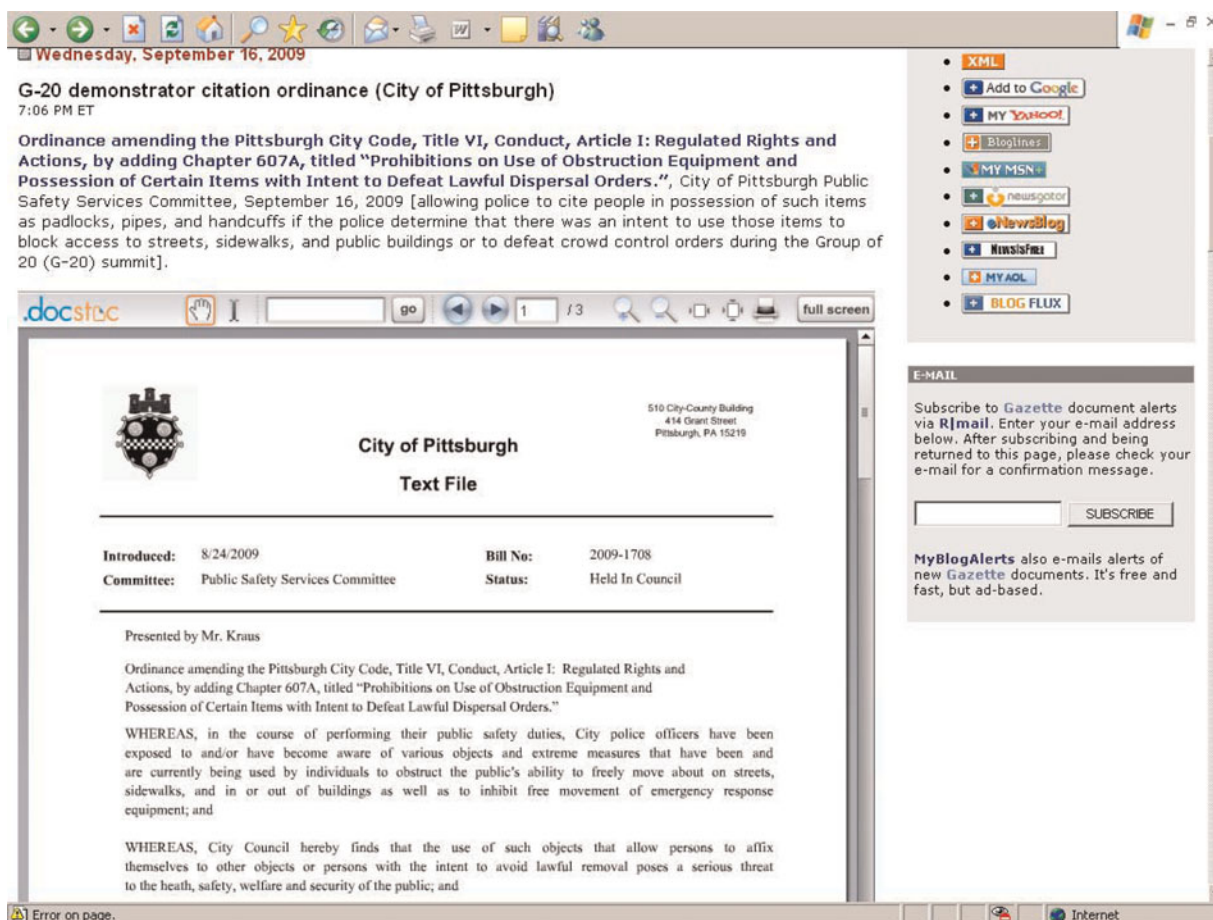 Wednesday, September 16, 2009
G-20 demonstrator citation ordinance (City of Pittsburgh)
7:06 PM ET
Ordinance amending the Pittsburgh City Code, Title VI, Conduct, Article I: Regulated Rights and
Actions, by adding Chapter 607A, titled “Prohibitions on Use of Obstruction Equipment and
Possession of Certain Items with Intent to Defeat Lawful Dispersal Orders.”, City of Pittsburgh Public
Safety Services Committee, September 16, 2009 [allowing police to cite people in possession of such items
as padlocks, pipes, and handcuffs if the police determine that there was an intent to use those items to
block access to streets, sidewalks, and public buildings or to defeat crowd control orders during the Group of
20 (G-20) summit].
.docstoc
go
1
/ 3
full screen
510 City-County Building
414 Grant Street
Pittsburgh, PA 15219
City of Pittsburgh
Text File
Introduced: 8/24/2009 Bill No: 2009-1708
Committee: Public Safety Services Committee Status: Held In Council
Presented by Mr. Kraus
Ordinance amending the Pittsburgh City Code, Title VI, Conduct, Article I: Regulated Rights and
Actions, by adding Chapter 607A, titled “Prohibitions on Use of Obstruction Equipment and
Possession of Certain Items with Intent to Defeat Lawful Dispersal Orders.”
WHEREAS, in the course of performing their public safety duties, City police officers have been
exposed to and/or have become aware of various objects and extreme measures that have been and
are currently being used by individuals to obstruct the public's ability to freely move about on streets,
sidewalks, and in or out of buildings as well as to inhibit free movement of emergency response
equipment; and
WHEREAS, City Council hereby finds that the use of such objects that allow persons to affix
themselves to other objects or persons with the intent to avoid lawful removal poses a serious threat
to the heath, safety, welfare and security of the public; and
XML
Add to Google
MY YAHOO!
Bloglines
MY MSN
newsgator
eNewsBlog
NewsIsFree
MY AOL
BLOG FLUX
E-MAIL
Subscribe to Gazette document alerts
via R|mail. Enter your e-mail address
below. After subscribing and being
returned to this page, please check your
e-mail for a confirmation message.
SUBSCRIBE
MyBlogAlerts also e-mails alerts of
new Gazette documents. It's free and
fast, but ad-based.
Error on page.
Internet